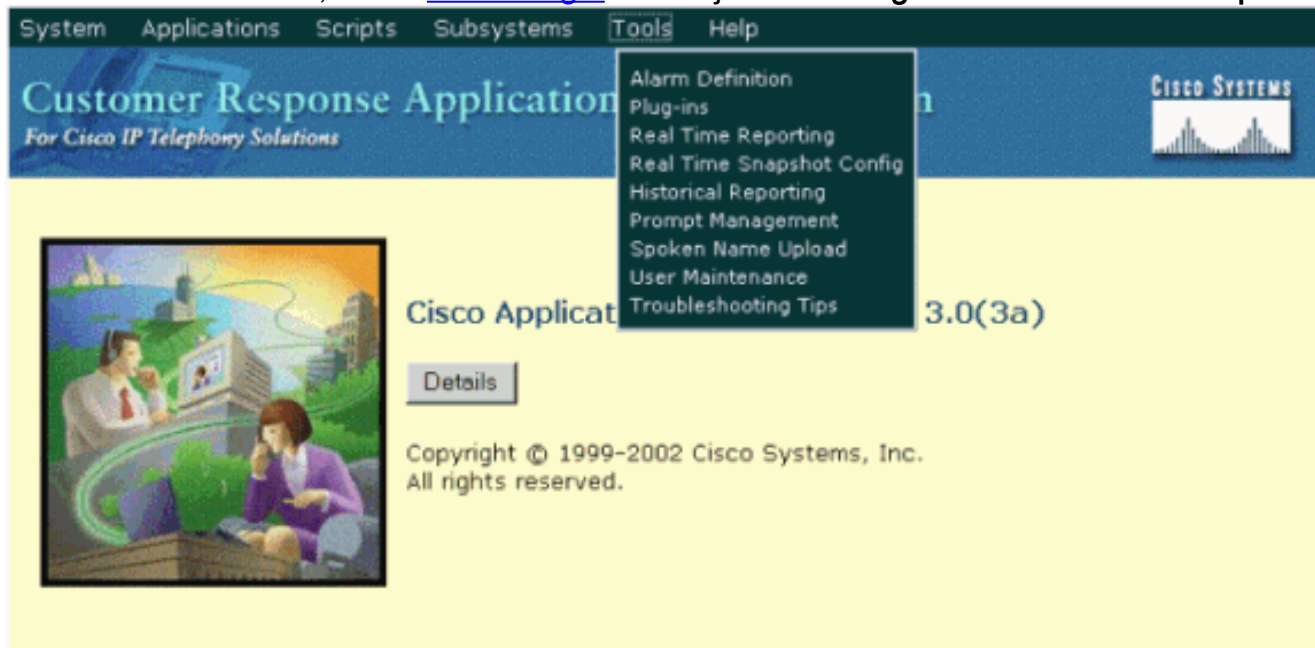 System Applications Scripts Subsystems Tools Help
Customer Response Application
For Cisco IP Telephony Solutions
Alarm Definition
Plug-ins
Real Time Reporting
Real Time Snapshot Config
Historical Reporting
Prompt Management
Spoken Name Upload
User Maintenance
Troubleshooting Tips
CISCO SYSTEMS
Cisco Applicat 3.0(3a)
Details
Copyright © 1999-2002 Cisco Systems, Inc.
All rights reserved.